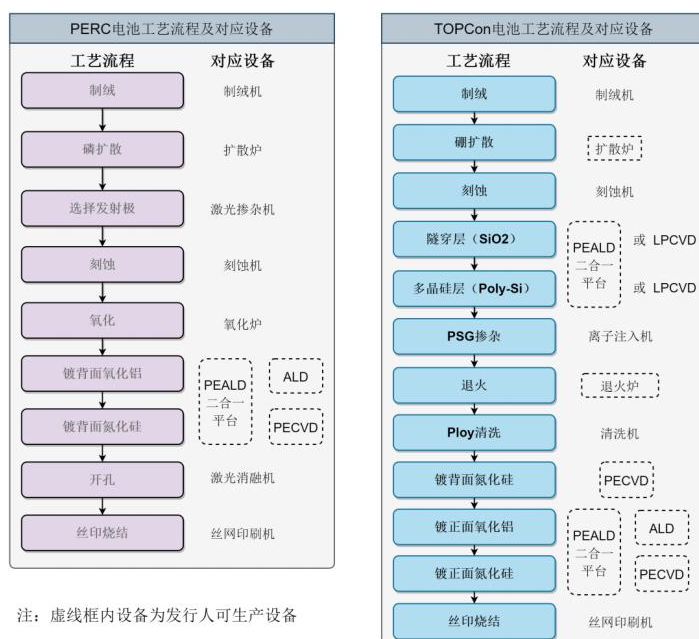 PERC电池工艺流程及对应设备
工艺流程 对应设备
制绒 制绒机
磷扩散 扩散炉
选择发射极 激光掺杂机
刻蚀 刻蚀机
氧化 氧化炉
镀背面氧化铝
镀背面氮化硅
PEALD
二合一
平台
ALD
PECVD
开孔 激光消融机
丝印烧结 丝网印刷机
注：虚线框内设备为发行人可生产设备
TOPCon电池工艺流程及对应设备
工艺流程 对应设备
制绒 制绒机
硼扩散 扩散炉
刻蚀 刻蚀机
隧穿层（SiO2）
多晶硅层（Poly-Si）
PEALD
二合一
平台
或 LPCVD
或 LPCVD
PSG掺杂 离子注入机
退火 退火炉
Ploy清洗 清洗机
镀背面氮化硅 PECVD
镀正面氧化铝
镀正面氮化硅
PEALD
二合一
平台
ALD
PECVD
丝印烧结 丝网印刷机